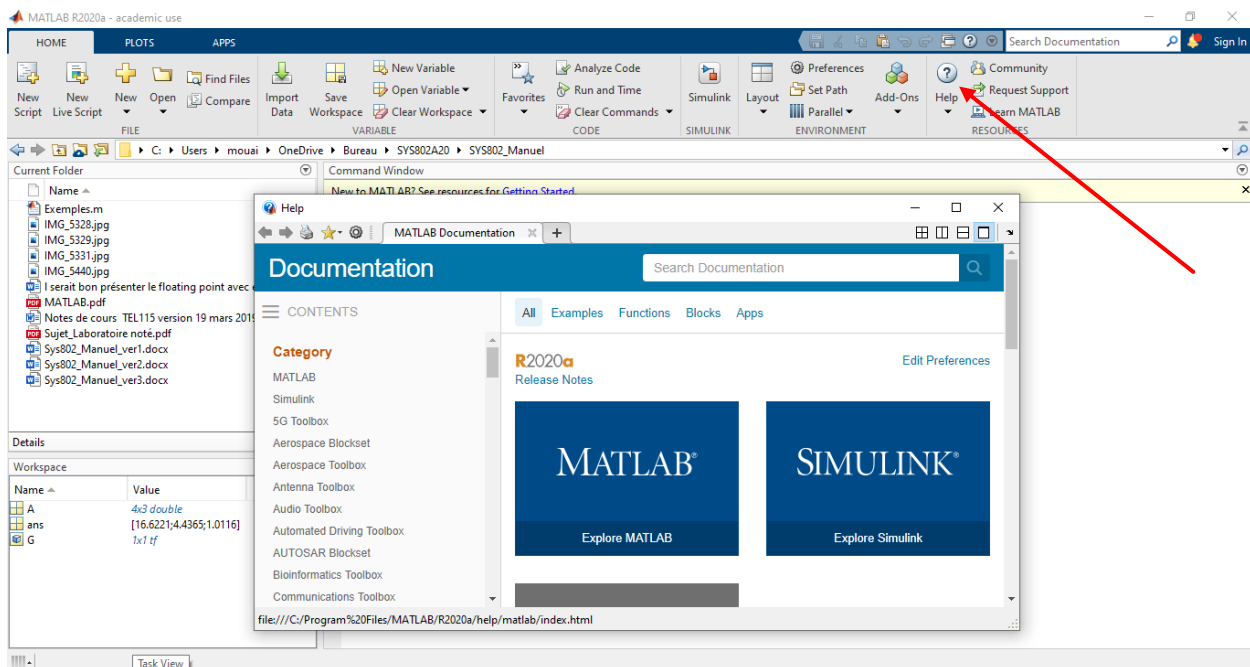 MATLAB R2020a - academic use
HOME PLOTS APPS Search Documentation Sign In
New Variable Analyze Code Preferences Community
Find Files Open Variable Run and Time Set Path Request Support
New New New Open Compare Import Save Favorites Simulink Layout Add-Ons Help
Script Live Script Data Workspace Clear Workspace Clear Commands Parallel Learn MATLAB
FILE VARIABLE CODE SIMULINK ENVIRONMENT RESOURCES
C: Users mouai OneDrive Bureau SYS802A20 SYS802_Manuel
Current Folder Command Window
Name New to MATLAB? See resources for Getting Started.
Exemples.m
IMG_5328.jpg
IMG_5329.jpg
IMG_5331.jpg
IMG_5440.jpg
I serait bon présenter le floating point avec
MATLAB.pdf
Notes de cours TEL115 version 19 mars 201
Sujet_Laboratoire noté.pdf
Sys802_Manuel_ver1.docx
Sys802_Manuel_ver2.docx
Sys802_Manuel_ver3.docx
Details
Workspace
Name Value
A 4x3 double
ans [16.6221;4.4365;1.0116]
G 1x1 tf
Task View
Help
MATLAB Documentation
Documentation Search Documentation
CONTENTS All Examples Functions Blocks Apps
Category
MATLAB
Simulink
5G Toolbox
Aerospace Blockset
Aerospace Toolbox
Antenna Toolbox
Audio Toolbox
Automated Driving Toolbox
AUTOSAR Blockset
Bioinformatics Toolbox
Communications Toolbox
R2020a Edit Preferences
Release Notes
MATLAB® SIMULINK®
Explore MATLAB Explore Simulink
file:///C:/Program%20Files/MATLAB/R2020a/help/matlab/index.html